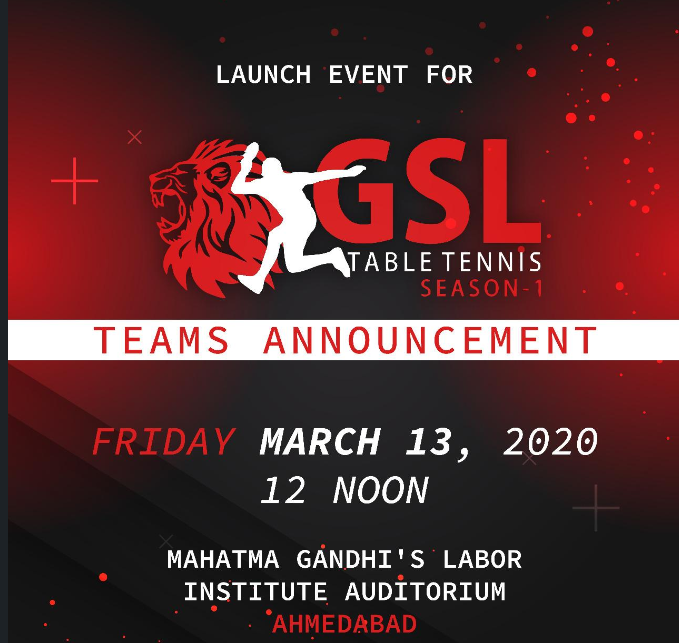 LAUNCH EVENT FOR
GSL
TABLE TENNIS
SEASON-1
TEAMS ANNOUNCEMENT
FRIDAY MARCH 13, 2020
12 NOON
MAHATMA GANDHI'S LABOR
INSTITUTE AUDITORIUM
AHMEDABAD